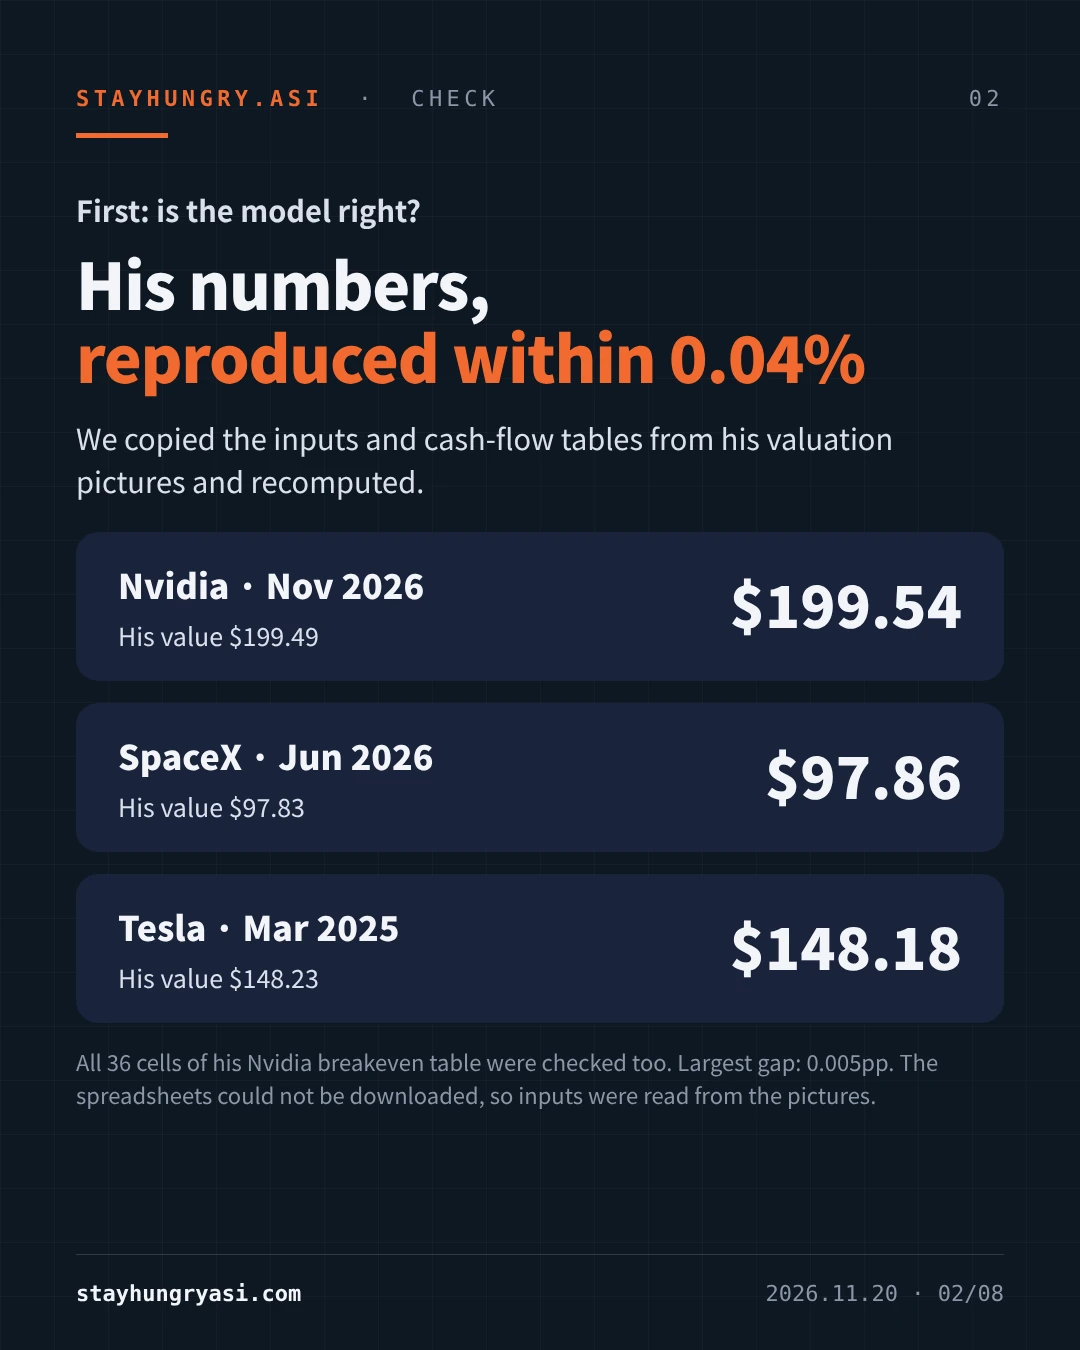 STAYHUNGRY.ASI · CHECK 02
First: is the model right?
His numbers,
reproduced within 0.04%
We copied the inputs and cash-flow tables from his valuation
pictures and recomputed.
Nvidia · Nov 2026
His value $199.49
$199.54
SpaceX · Jun 2026
His value $97.83
$97.86
Tesla · Mar 2025
His value $148.23
$148.18
All 36 cells of his Nvidia breakeven table were checked too. Largest gap: 0.005pp. The
spreadsheets could not be downloaded, so inputs were read from the pictures.
stayhungryasi.com 2026.11.20 · 02/08